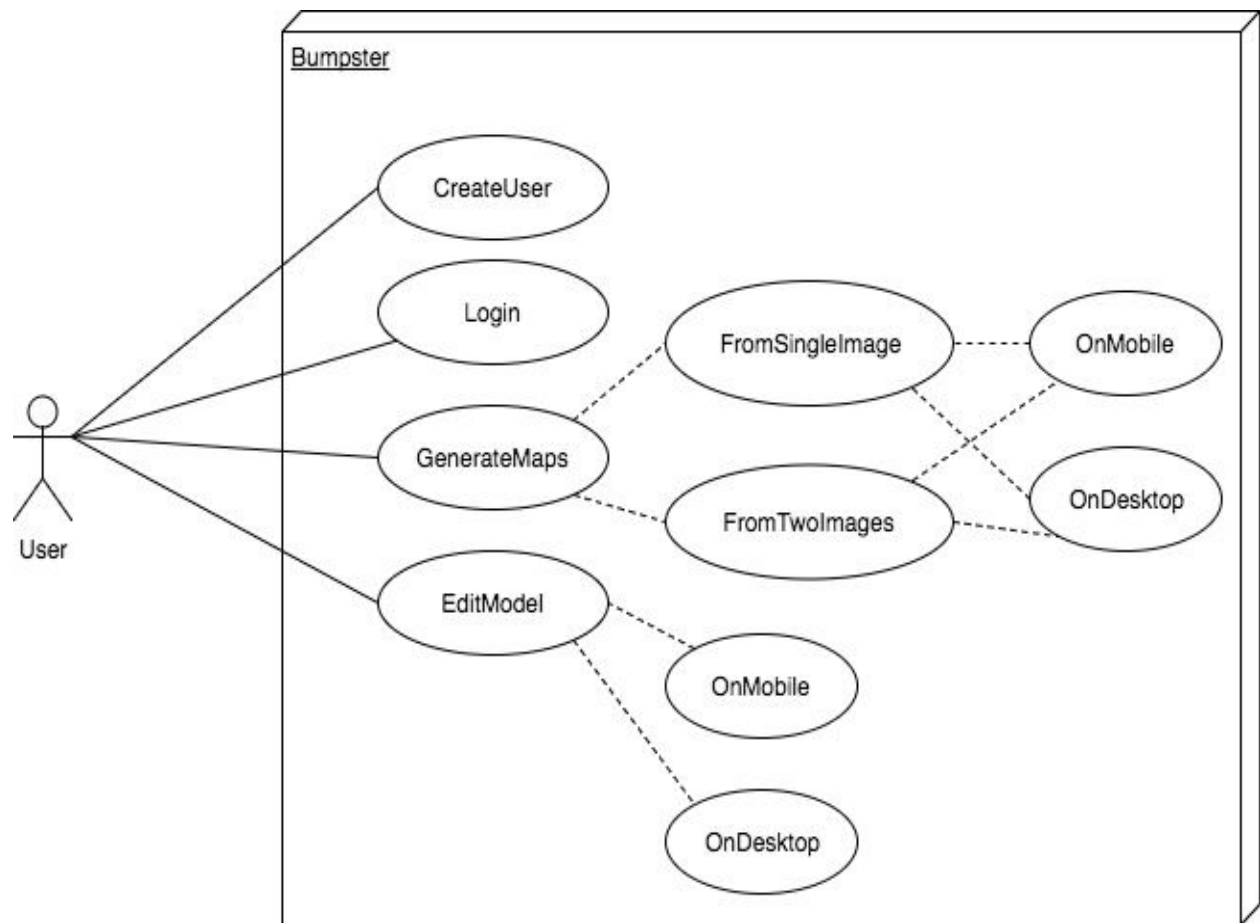 Bumpster
CreateUser
Login
FromSingleImage
OnMobile
GenerateMaps
FromTwoImages
OnDesktop
User
EditModel
OnMobile
OnDesktop